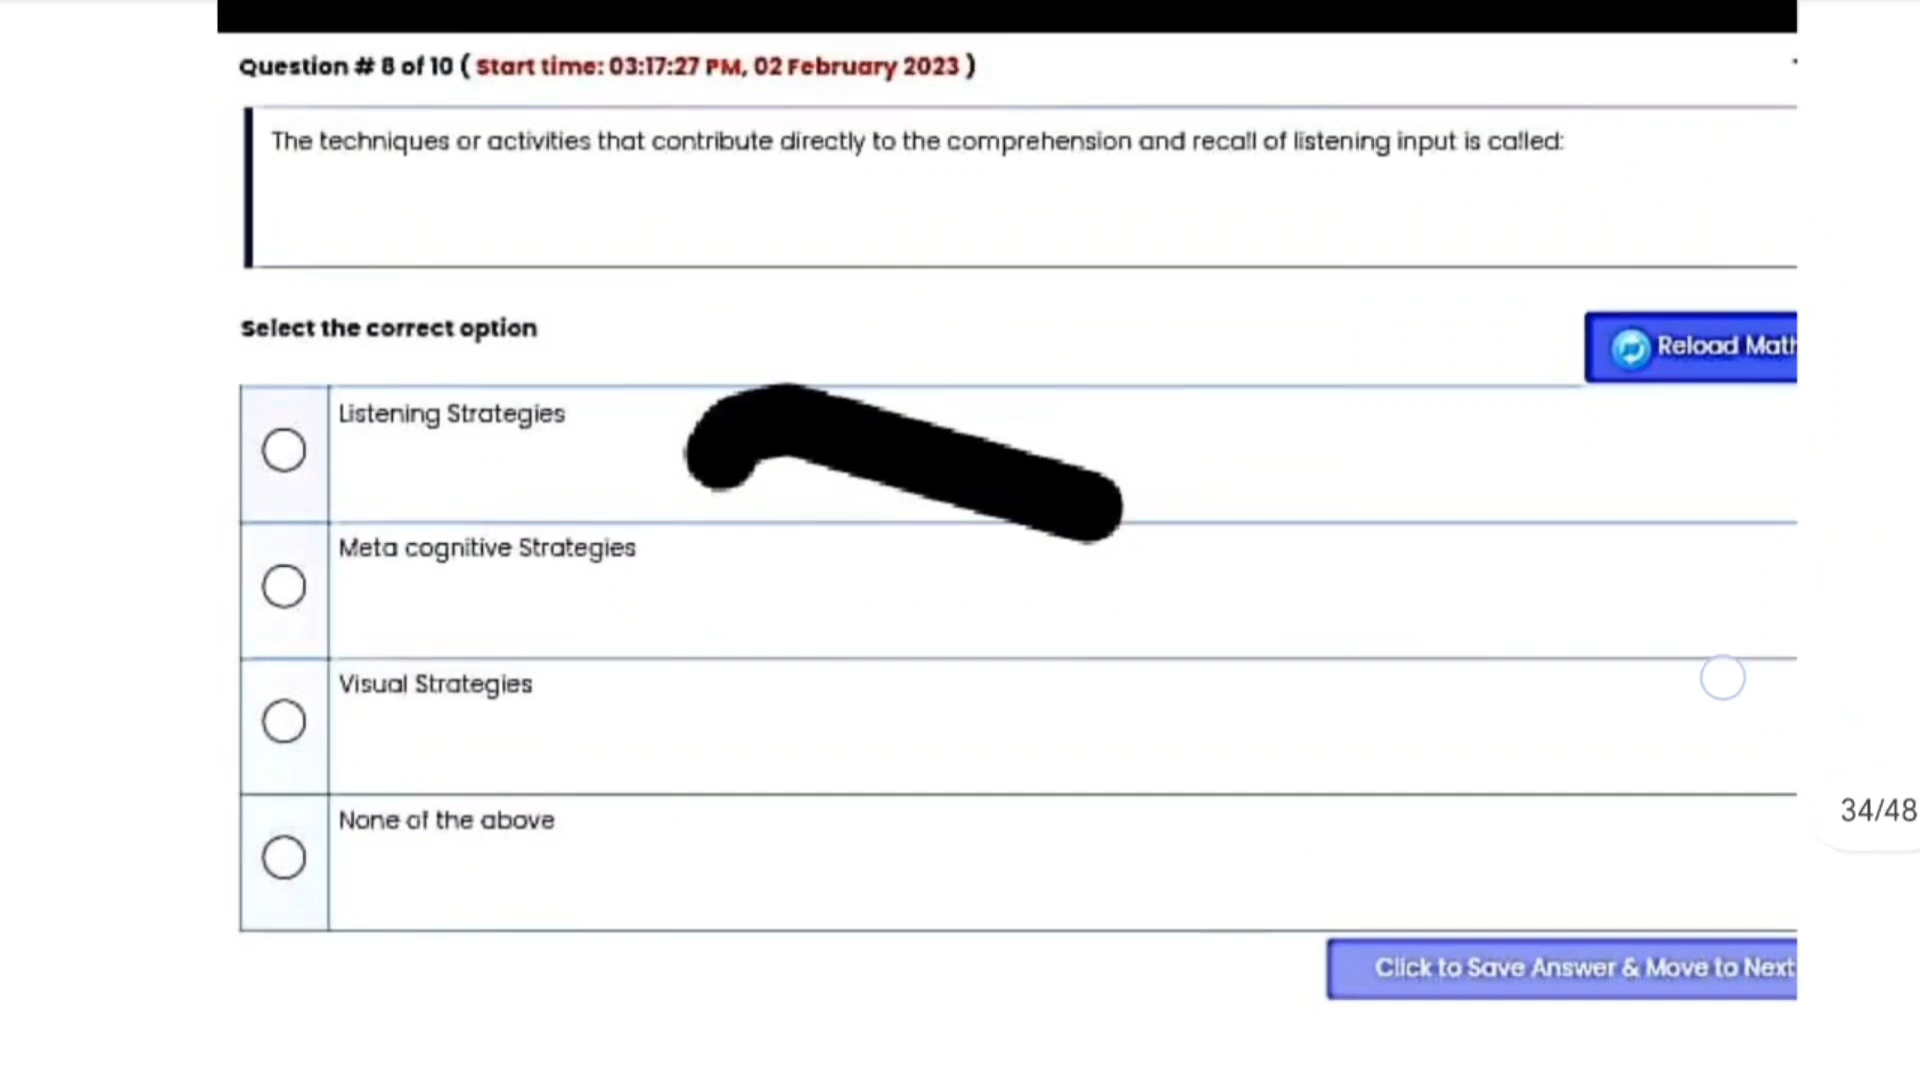 Question # 8 of 10 ( Start time: 03:17:27 PM, 02 February 2023 )
The techniques or activities that contribute directly to the comprehension and recall of listening input is called:
Select the correct option
Reload Math
Listening Strategies
Meta cognitive Strategies
Visual Strategies
34/48
None of the above
Click to Save Answer & Move to Next